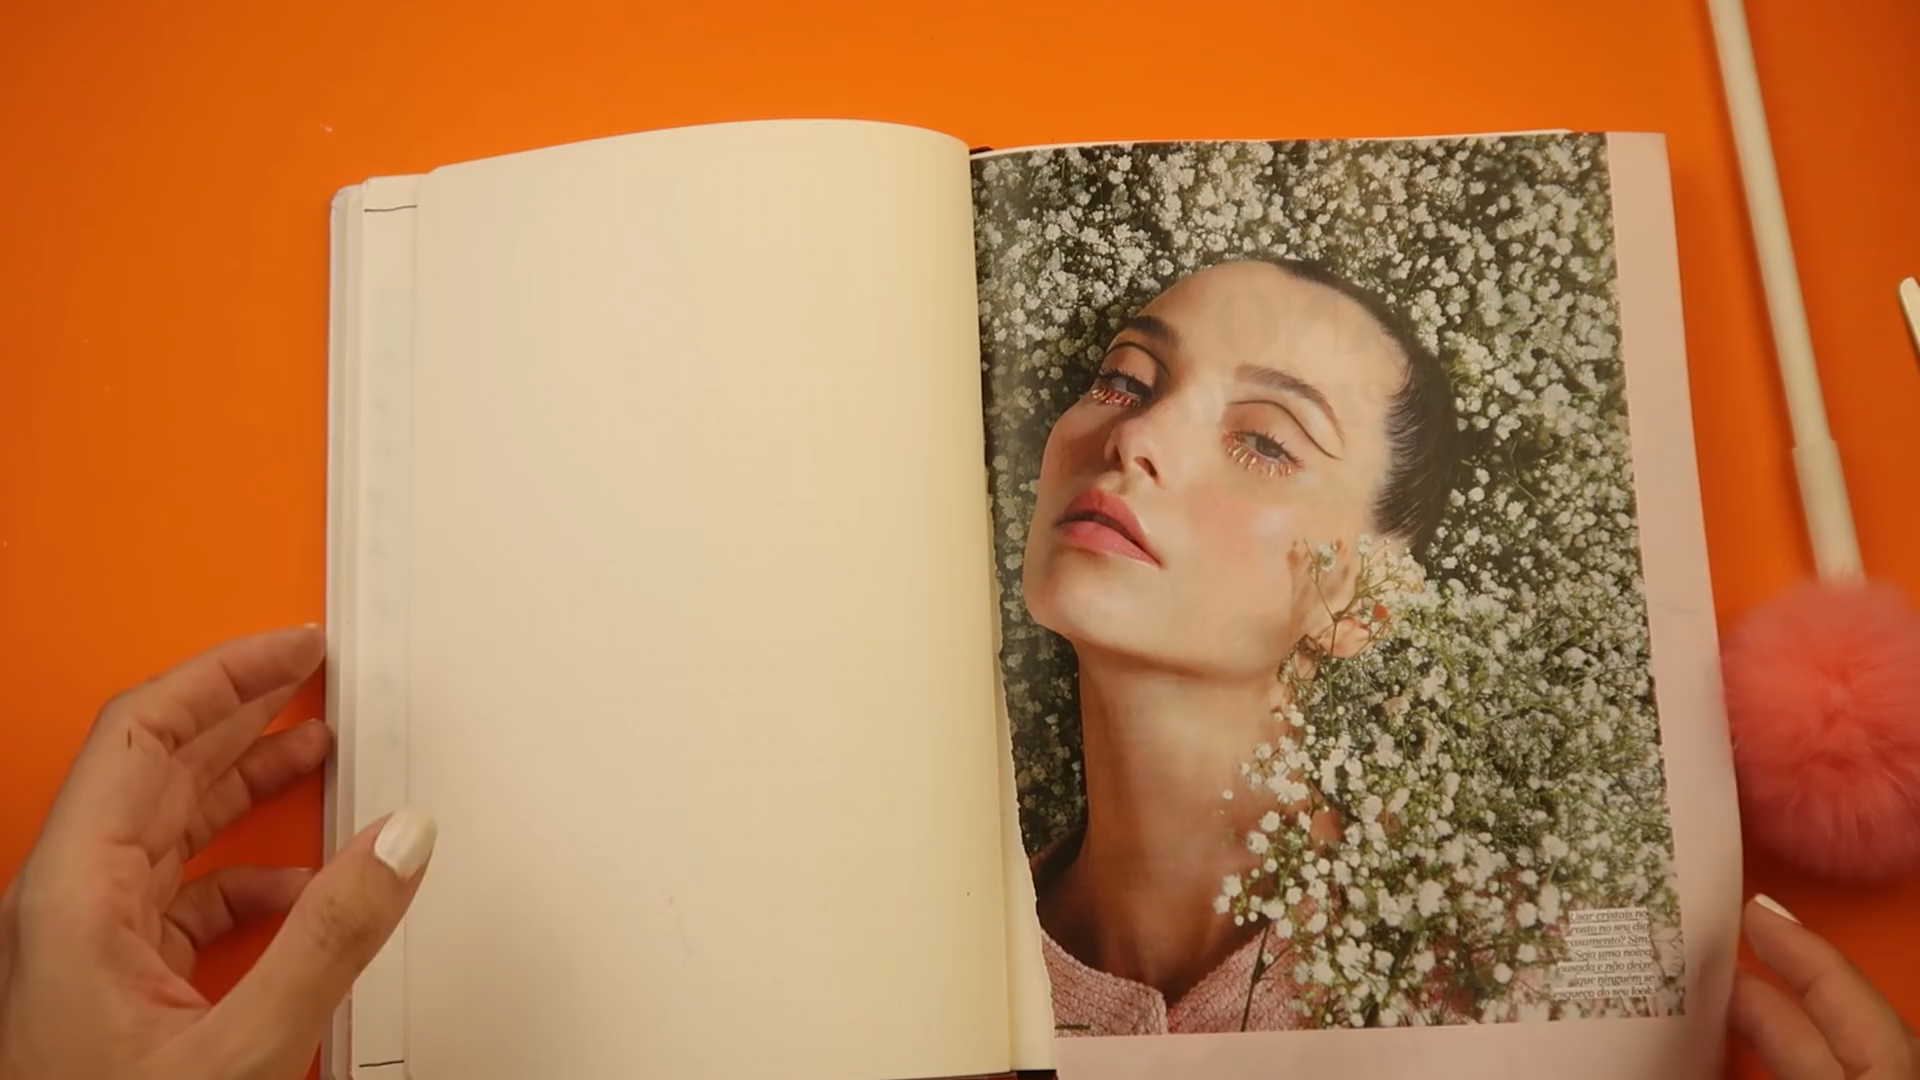 Usar cristais no
rosto no seu dia
casamento? Sim!
Seja uma noiva
ousada e não deixe
que ninguém se
esqueça do seu look